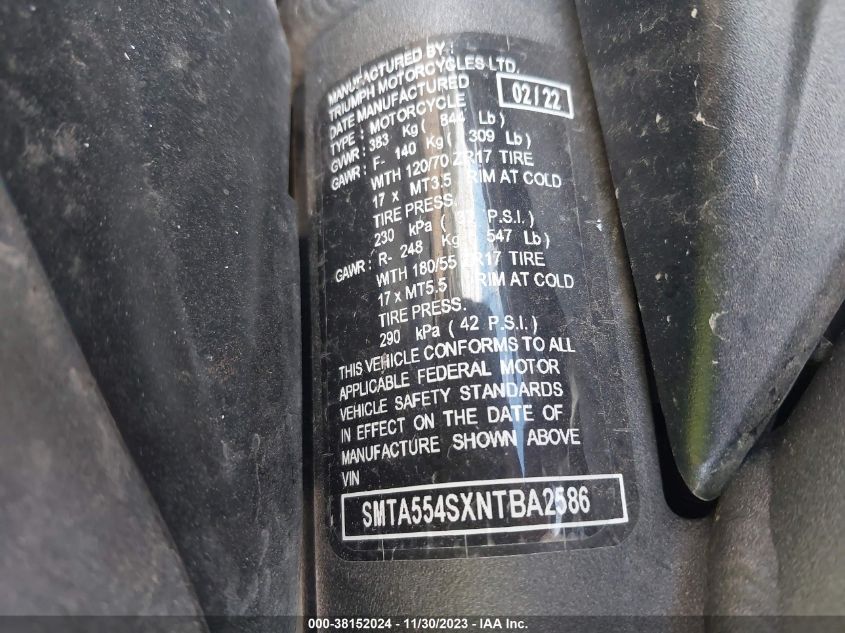 MANUFACTURED BY :
TRIUMPH MOTORCYCLES LTD.
DATE MANUFACTURED 02/22
TYPE : MOTORCYCLE
GVWR : 383 Kg ( 844 Lb )
GAWR : F- 140 Kg ( 309 Lb )
WITH 120/70 ZR17 TIRE
17 x MT3.5 RIM AT COLD
TIRE PRESS.
230 kPa ( P.S.I. )
GAWR : R- 248 Kg ( 547 Lb )
WITH 180/55 ZR17 TIRE
17 x MT5.5 RIM AT COLD
TIRE PRESS.
290 kPa ( 42 P.S.I. )
THIS VEHICLE CONFORMS TO ALL
APPLICABLE FEDERAL MOTOR
VEHICLE SAFETY STANDARDS
IN EFFECT ON THE DATE OF
MANUFACTURE SHOWN ABOVE
VIN
SMTA554SXNTBA2586
000-38152024 - 11/30/2023 - IAA Inc.